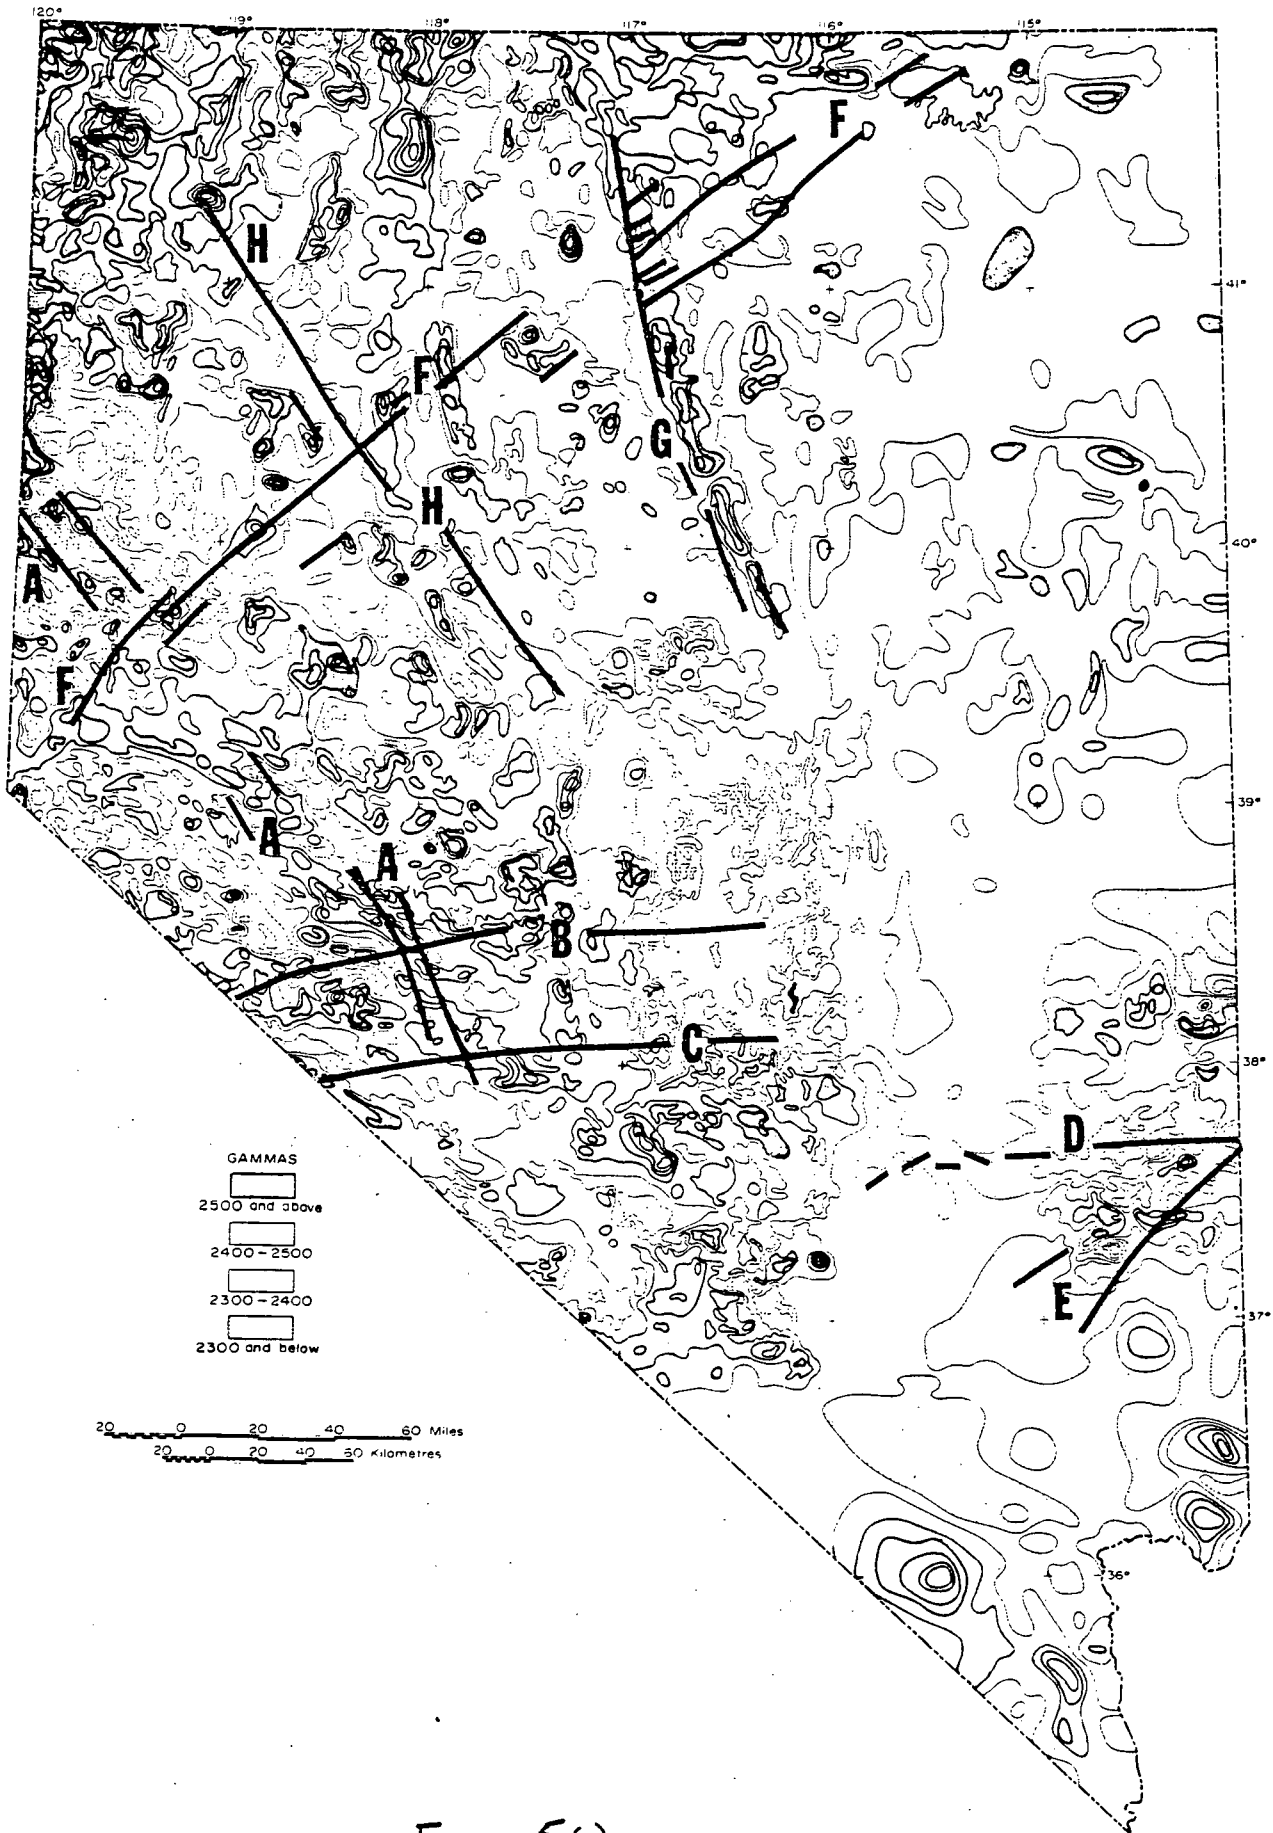 120° 119° 118° 117° 116° 115°
F
H
41°
F
G
H
40°
A
F
39°
A
A
B
C
38°
D
GAMMAS
2500 and above
2400-2500
E
2300-2400
37°
2300 and below
20 0 20 40 60 Miles
20 0 20 40 60 Kilometres
36°